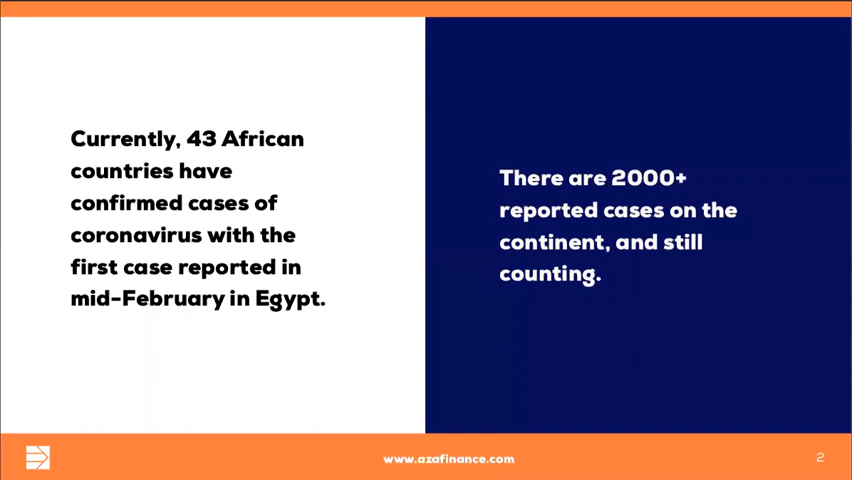 Currently, 43 African
countries have
confirmed cases of
coronavirus with the
first case reported in
mid-February in Egypt.
There are 2000+
reported cases on the
continent, and still
counting.
www.azafinance.com
2